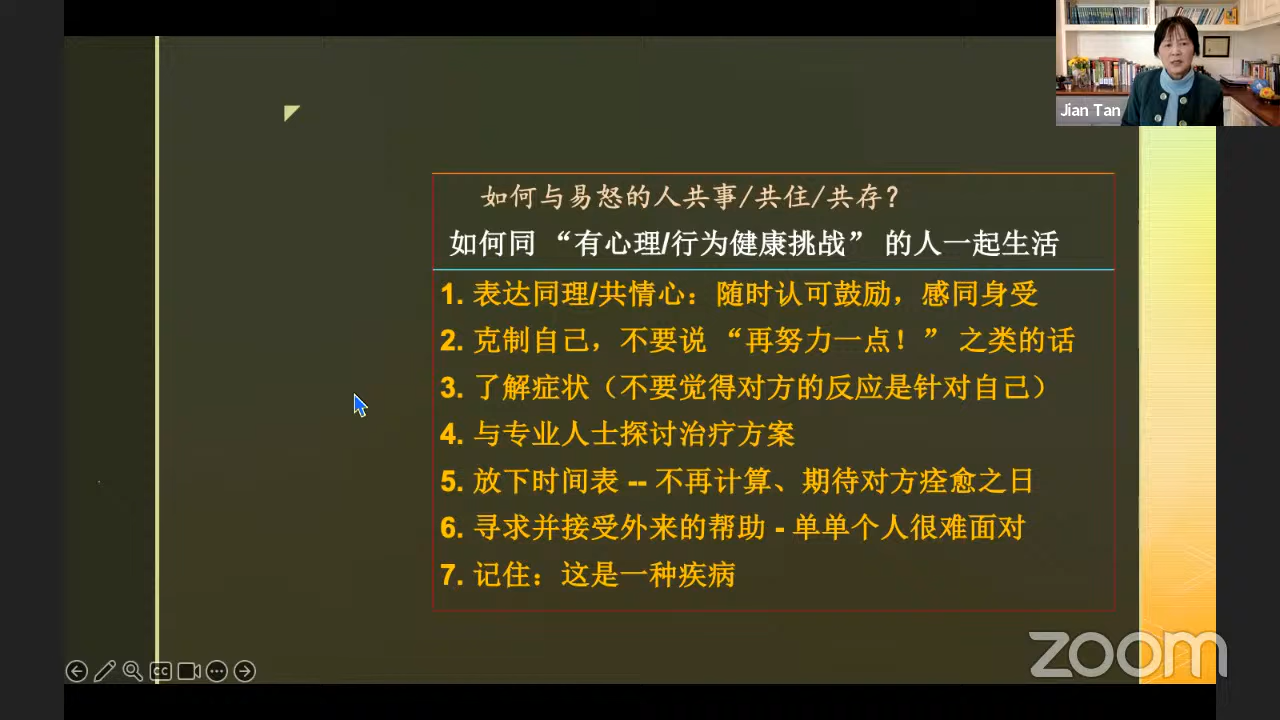 Jian Tan
如何与易怒的人共事/共住/共存?
如何同 “有心理/行为健康挑战” 的人一起生活
1. 表达同理/共情心：随时认可鼓励，感同身受
2. 克制自己，不要说 “再努力一点！” 之类的话
3. 了解症状（不要觉得对方的反应是针对自己）
4. 与专业人士探讨治疗方案
5. 放下时间表 -- 不再计算、期待对方痊愈之日
6. 寻求并接受外来的帮助 - 单单个人很难面对
7. 记住：这是一种疾病
zoom
CC